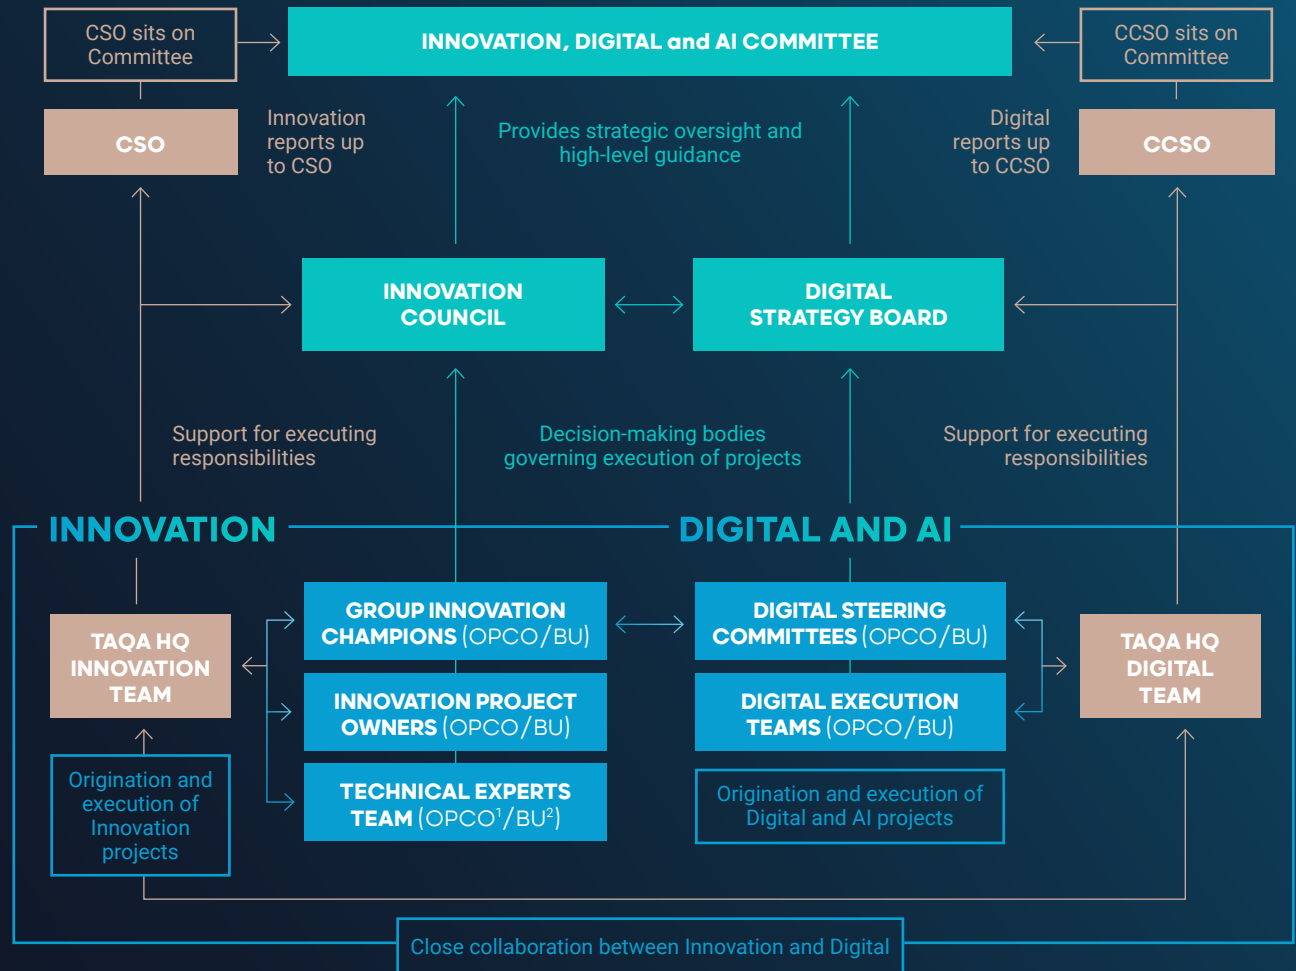 CSO sits on
Committee
INNOVATION, DIGITAL and AI COMMITTEE
CCSO sits on
Committee
CSO
Innovation
reports up
to CSO
Provides strategic oversight and
high-level guidance
Digital
reports up
to CCSO
CCSO
INNOVATION
COUNCIL
DIGITAL
STRATEGY BOARD
Support for executing
responsibilities
Decision-making bodies
governing execution of projects
Support for executing
responsibilities
INNOVATION
DIGITAL AND AI
TAQA HQ
INNOVATION
TEAM
GROUP INNOVATION
CHAMPIONS (OPCO/BU)
DIGITAL STEERING
COMMITTEES (OPCO/BU)
TAQA HQ
DIGITAL
TEAM
INNOVATION PROJECT
OWNERS (OPCO/BU)
DIGITAL EXECUTION
TEAMS (OPCO/BU)
Origination and
execution of
Innovation
projects
TECHNICAL EXPERTS
TEAM (OPCO¹/BU²)
Origination and execution of
Digital and AI projects
Close collaboration between Innovation and Digital